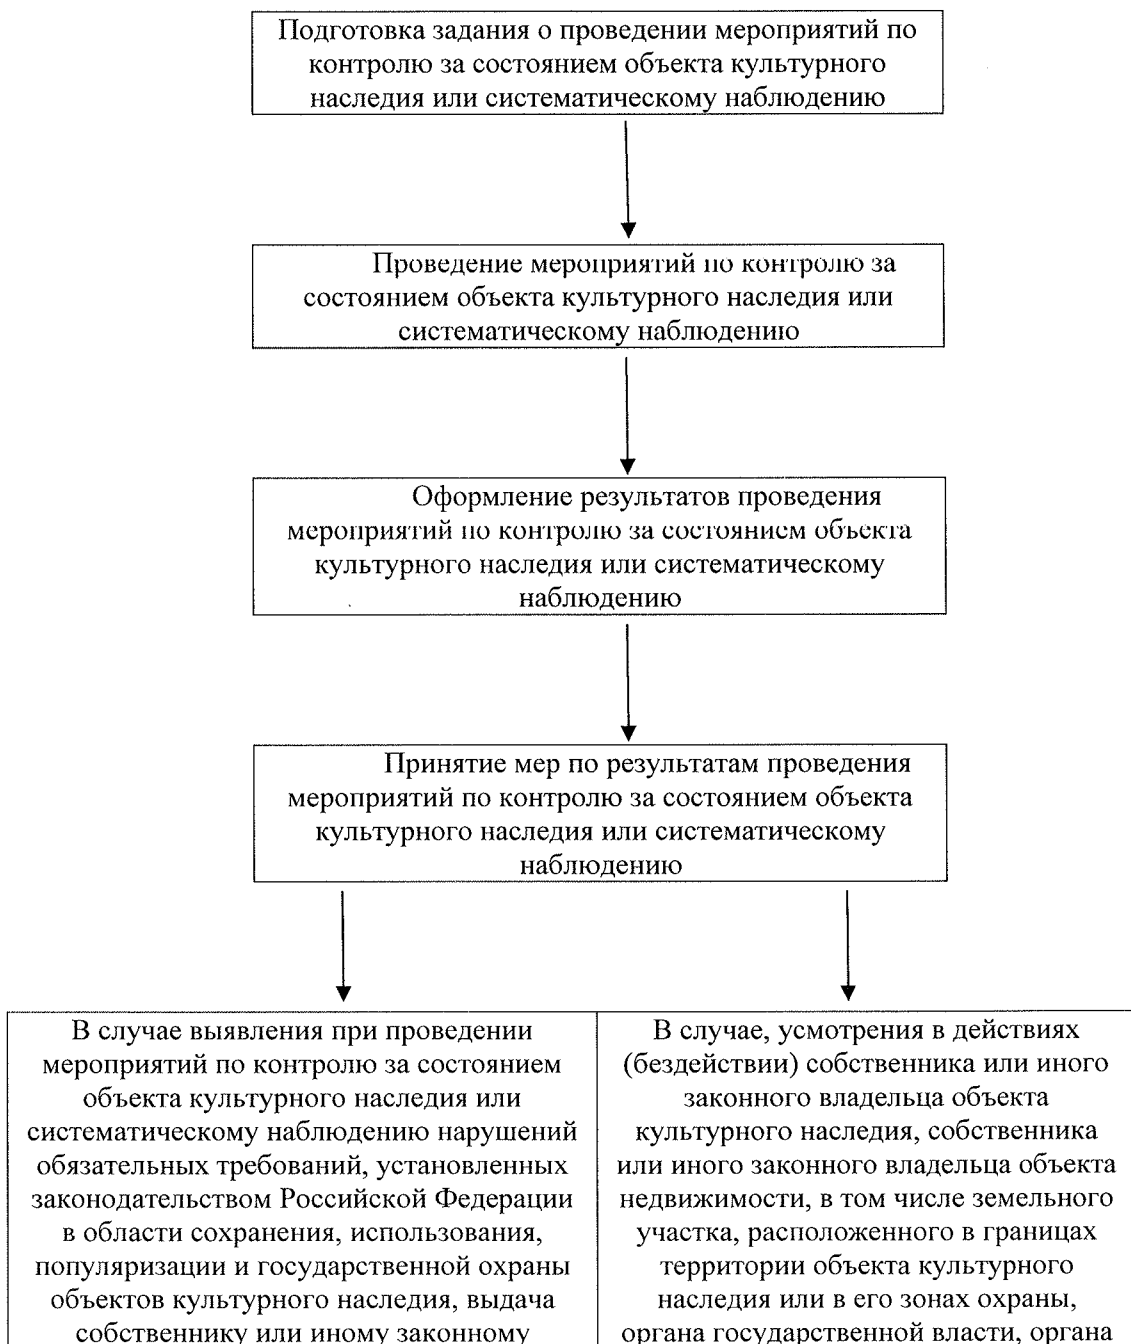 Подготовка задания о проведении мероприятий по
контролю за состоянием объекта культурного
наследия или систематическому наблюдению
Проведение мероприятий по контролю за
состоянием объекта культурного наследия или
систематическому наблюдению
Оформление результатов проведения
мероприятий по контролю за состоянием объекта
культурного наследия или систематическому
наблюдению
Принятие мер по результатам проведения
мероприятий по контролю за состоянием объекта
культурного наследия или систематическому
наблюдению
В случае выявления при проведении
мероприятий по контролю за состоянием
объекта культурного наследия или
систематическому наблюдению нарушений
обязательных требований, установленных
законодательством Российской Федерации
в области сохранения, использования,
популяризации и государственной охраны
объектов культурного наследия, выдача
собственнику или иному законному
В случае, усмотрения в действиях
(бездействии) собственника или иного
законного владельца объекта
культурного наследия, собственника
или иного законного владельца объекта
недвижимости, в том числе земельного
участка, расположенного в границах
территории объекта культурного
наследия или в его зонах охраны,
органа государственной власти, органа